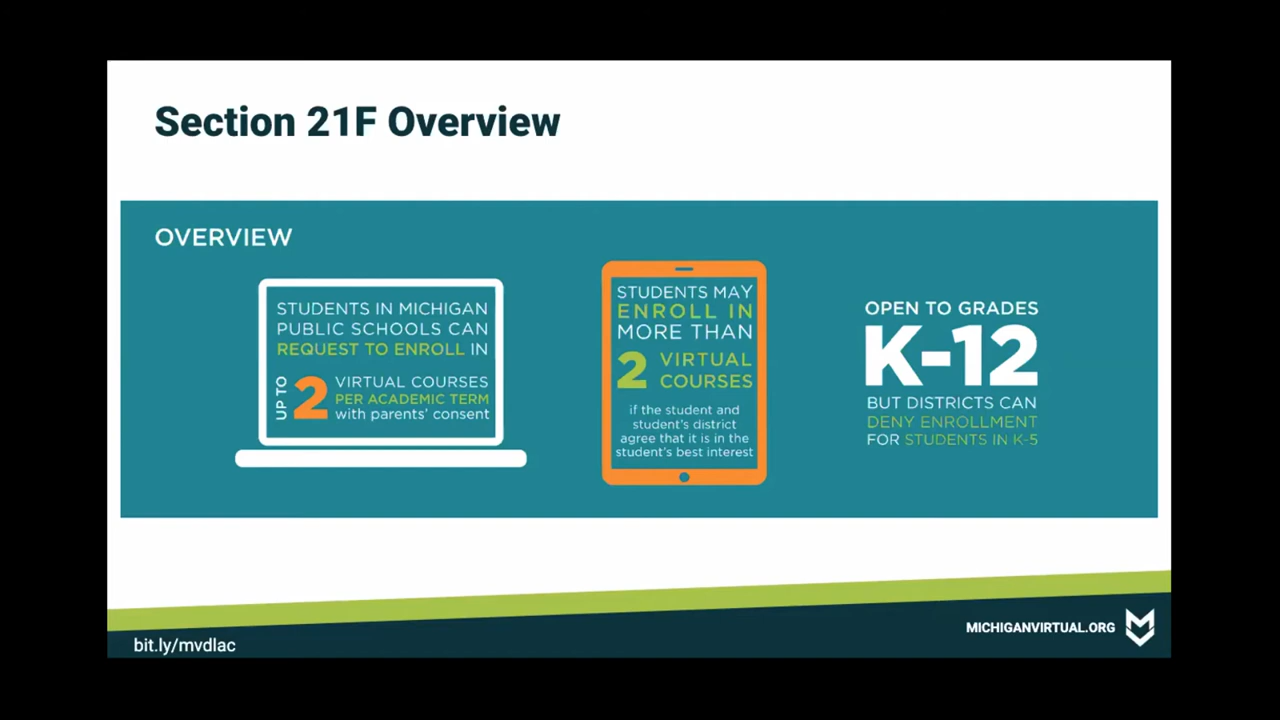 Section 21F Overview
OVERVIEW
STUDENTS IN MICHIGAN
PUBLIC SCHOOLS CAN
REQUEST TO ENROLL IN
UP TO
2
VIRTUAL COURSES
PER ACADEMIC TERM
with parents' consent
STUDENTS MAY
ENROLL IN
MORE THAN
2 VIRTUAL
COURSES
if the student and
student's district
agree that it is in the
student's best interest
OPEN TO GRADES
K-12
BUT DISTRICTS CAN
DENY ENROLLMENT
FOR STUDENTS IN K-5
bit.ly/mvdlac
MICHIGANVIRTUAL.ORG